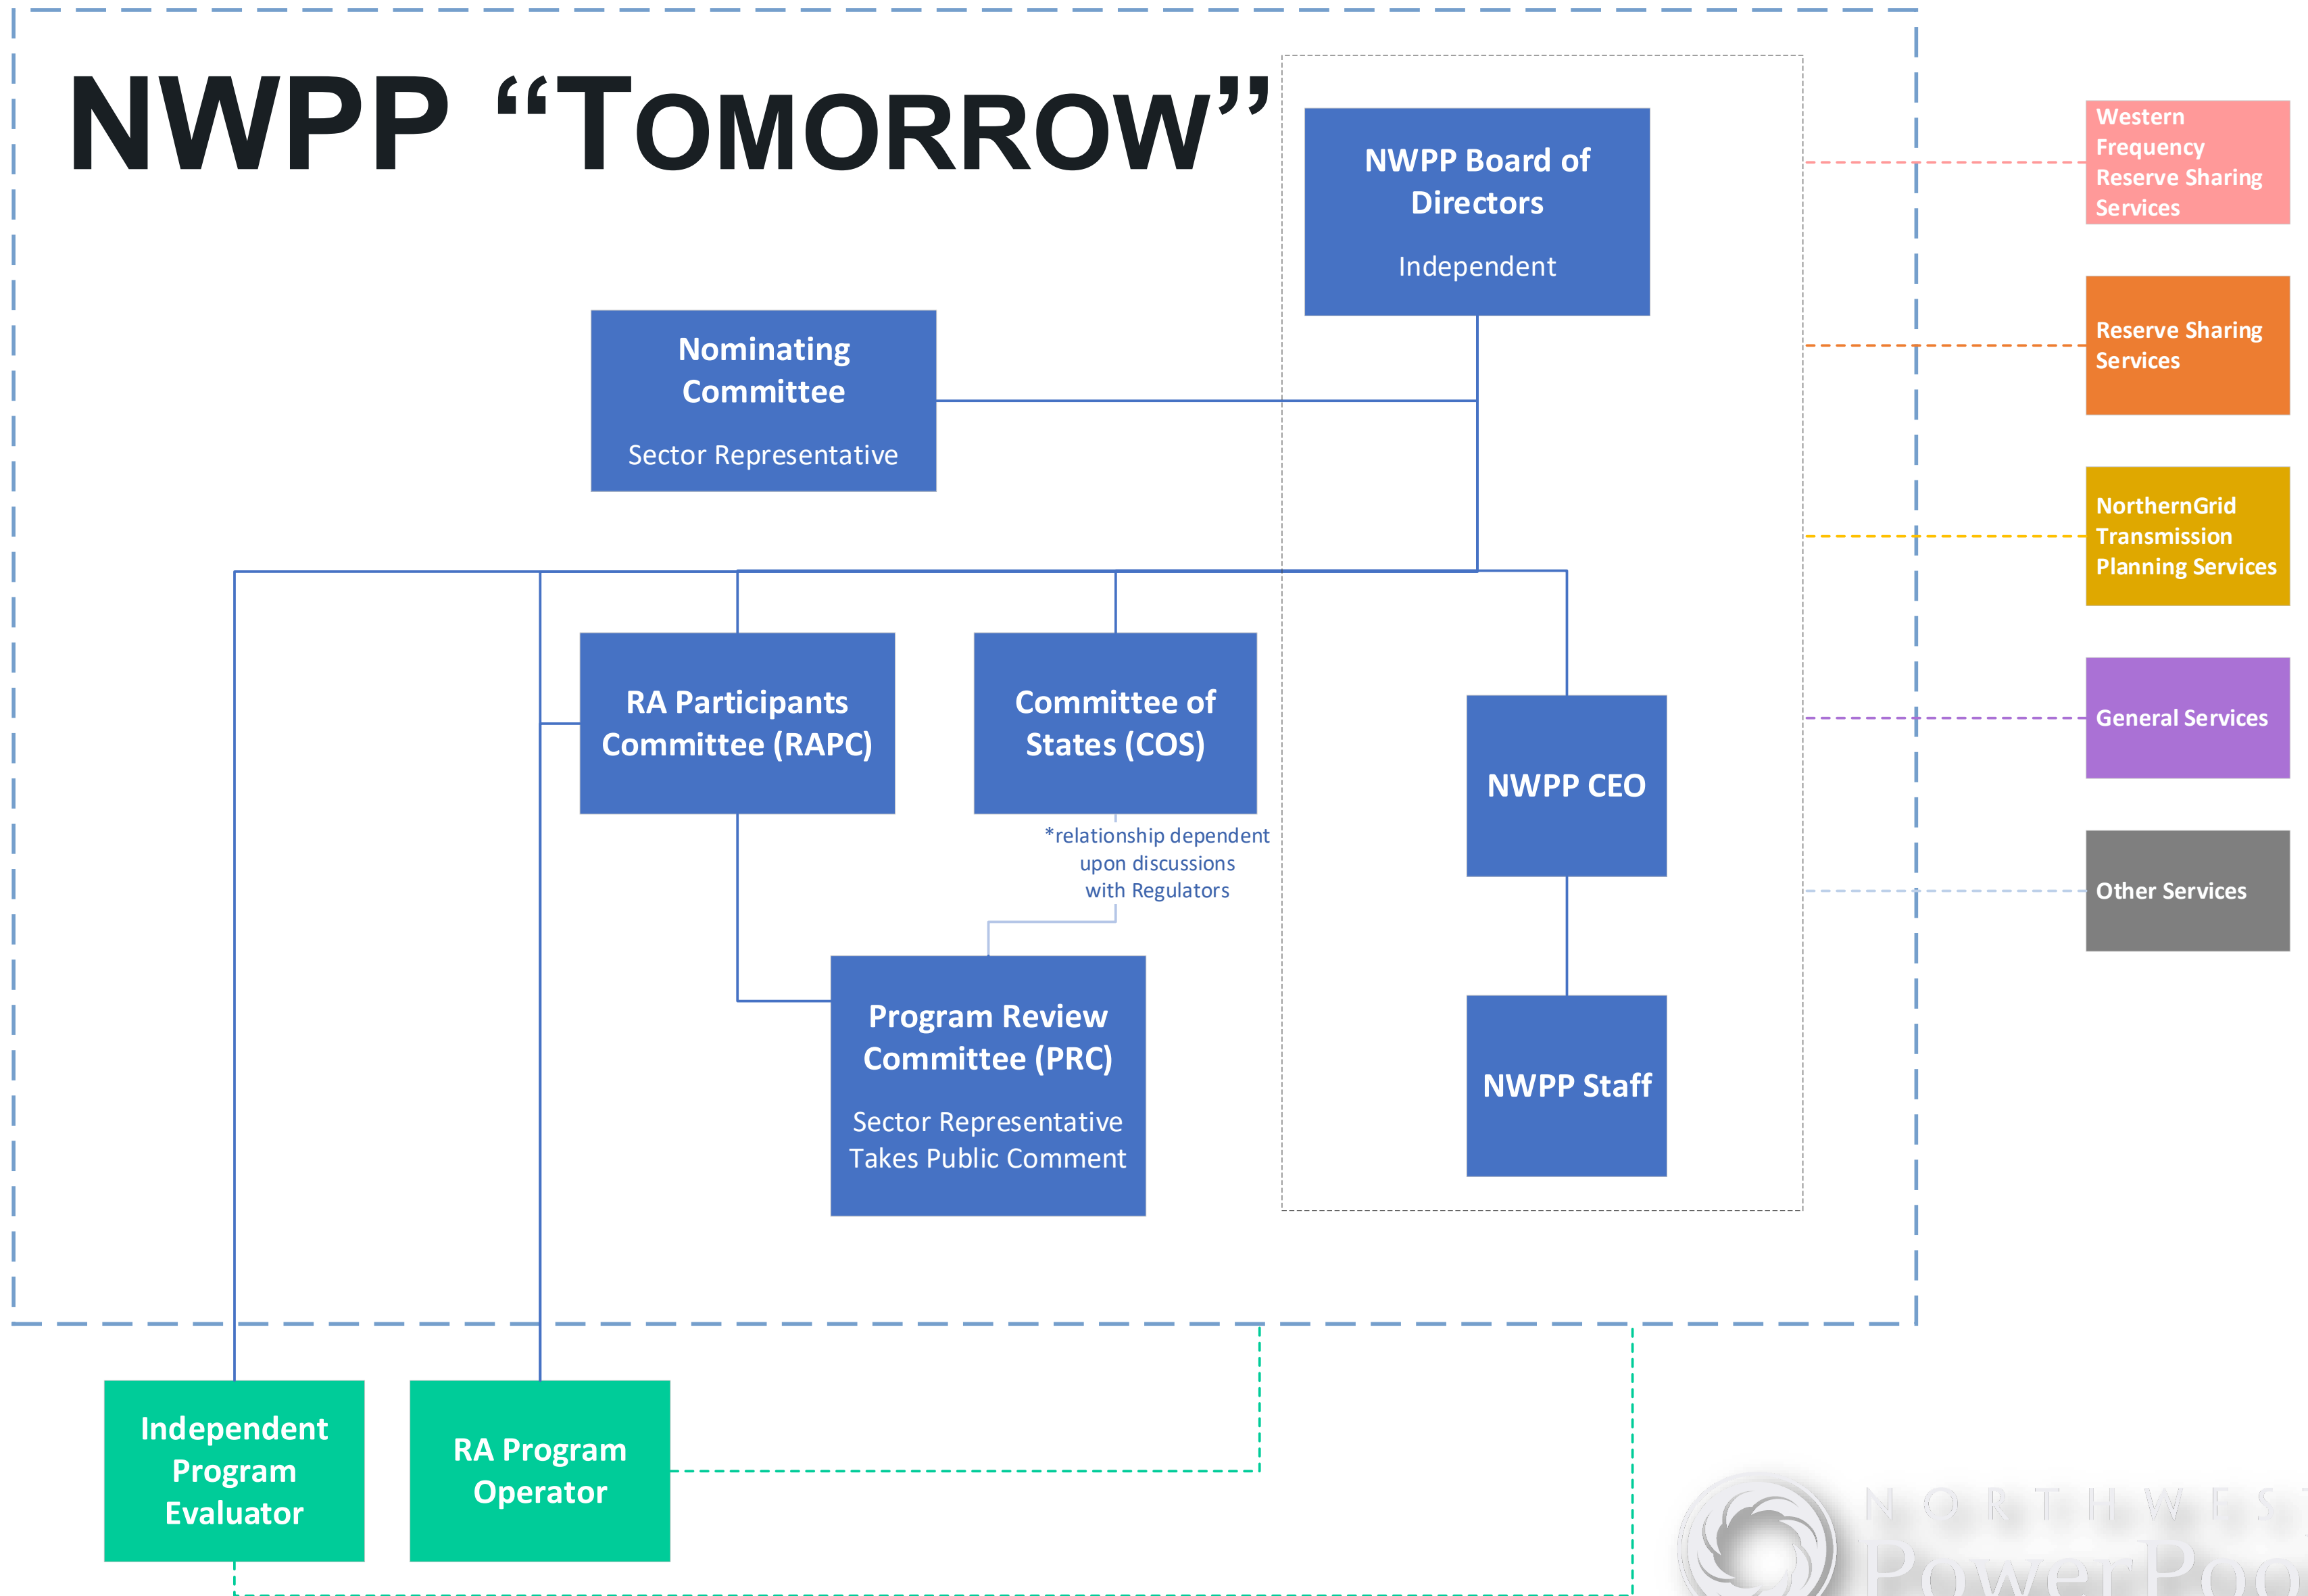 NWPP “TOMORROW”
NWPP Board of
Directors
Independent
Nominating
Committee
Sector Representative
RA Participants
Committee (RAPC)
Committee of
States (COS)
*relationship dependent
upon discussions
with Regulators
NWPP CEO
Program Review
Committee (PRC)
Sector Representative
Takes Public Comment
NWPP Staff
Western
Frequency
Reserve Sharing
Services
Reserve Sharing
Services
NorthernGrid
Transmission
Planning Services
General Services
Other Services
Independent
Program
Evaluator
RA Program
Operator
NORTHWEST
PowerPool